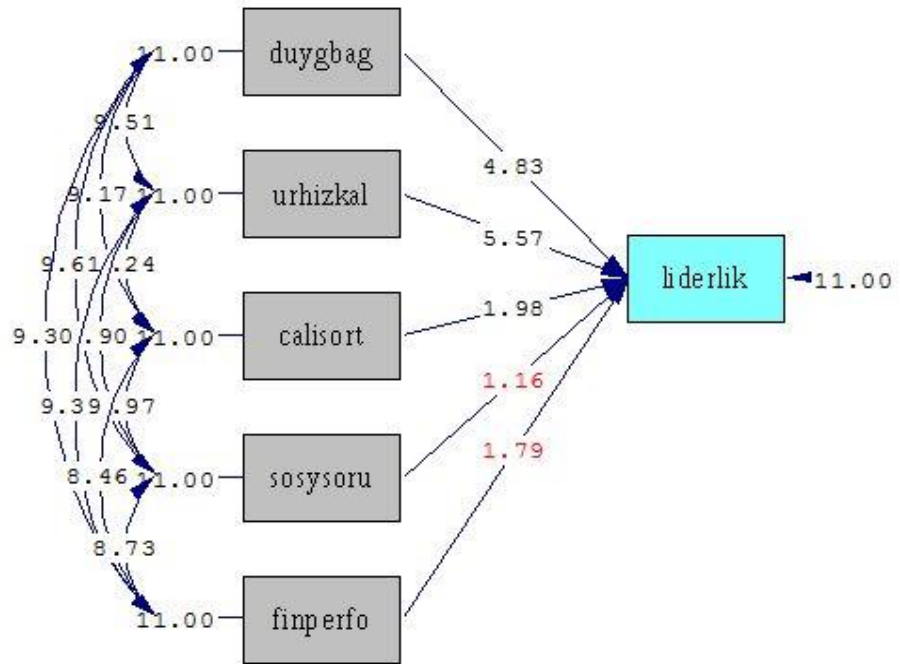 11.00 duygbag
9.51
4.83
9.17 11.00 urhizkal
5.57
9.61 .24
liderlik 11.00
1.98
9.30 .90 11.00 calisort
1.16
9.39 .97
1.79
8.46 11.00 sosysoru
8.73
11.00 finperfo